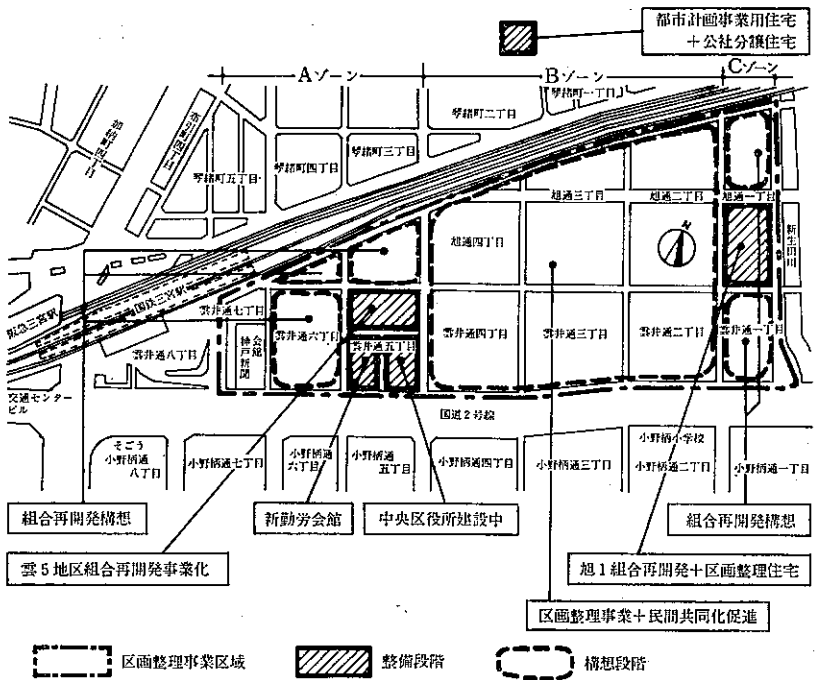 都市計画事業用住宅
＋公社分譲住宅
Aゾーン
Bゾーン
Cゾーン
琴緒町一丁目
琴緒町二丁目
琴緒町三丁目
琴緒町四丁目
琴緒町五丁目
布引町四丁目
加納町四丁目
旭通一丁目
旭通二丁目
旭通三丁目
旭通四丁目
新生田川
阪急三宮駅
国鉄三宮駅
雲井通七丁目
雲井通八丁目
神戸新聞
会館
雲井通六丁目
雲井通五丁目
雲井通四丁目
雲井通三丁目
雲井通二丁目
雲井通一丁目
交通センター
ビル
国道2号線
そごう
小野柄通
八丁目
小野柄通七丁目
小野柄通
六丁目
小野柄通
五丁目
小野柄通四丁目
小野柄通三丁目
小野柄小学校
小野柄通二丁目
小野柄通一丁目
組合再開発構想
新勤労会館
中央区役所建設中
組合再開発構想
雲5地区組合再開発事業化
旭1組合再開発＋区画整理住宅
区画整理事業＋民間共同化促進
区画整理事業区域
整備段階
構想段階